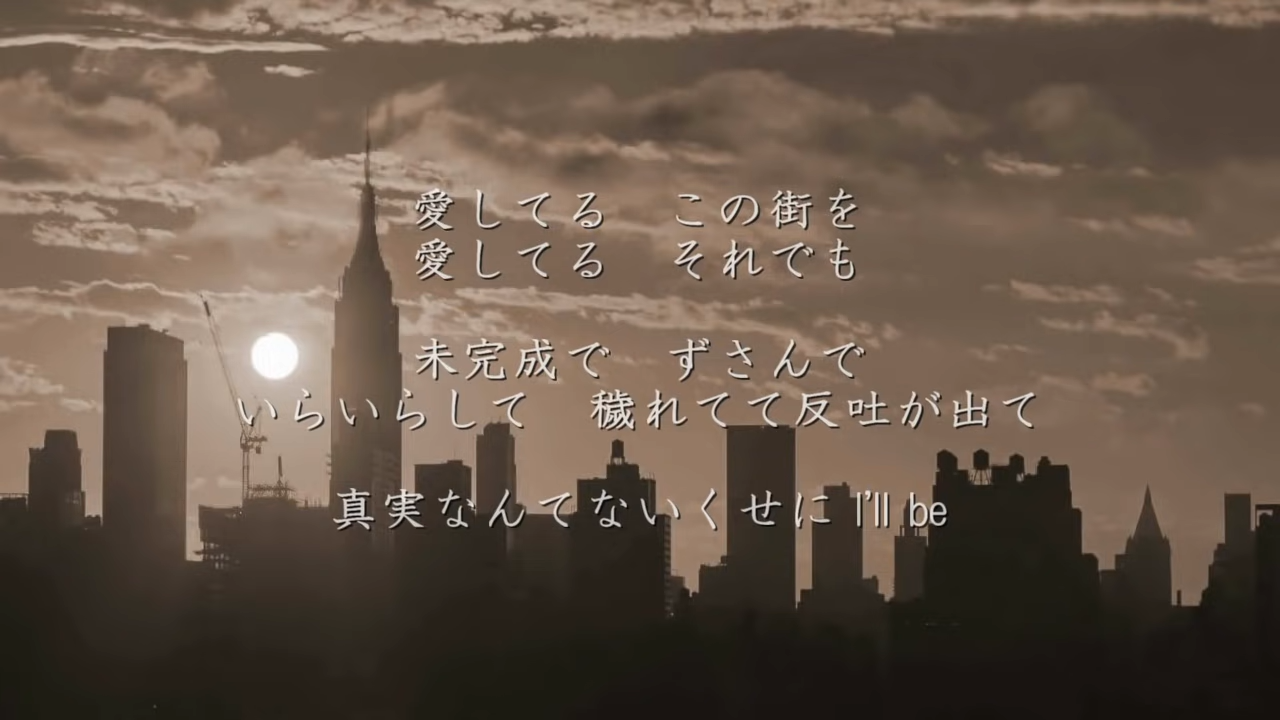 愛してる　この街を
愛してる　それでも
未完成で　ずさんで
いらいらして　穢れてて反吐が出て
真実なんてないくせに I'll be